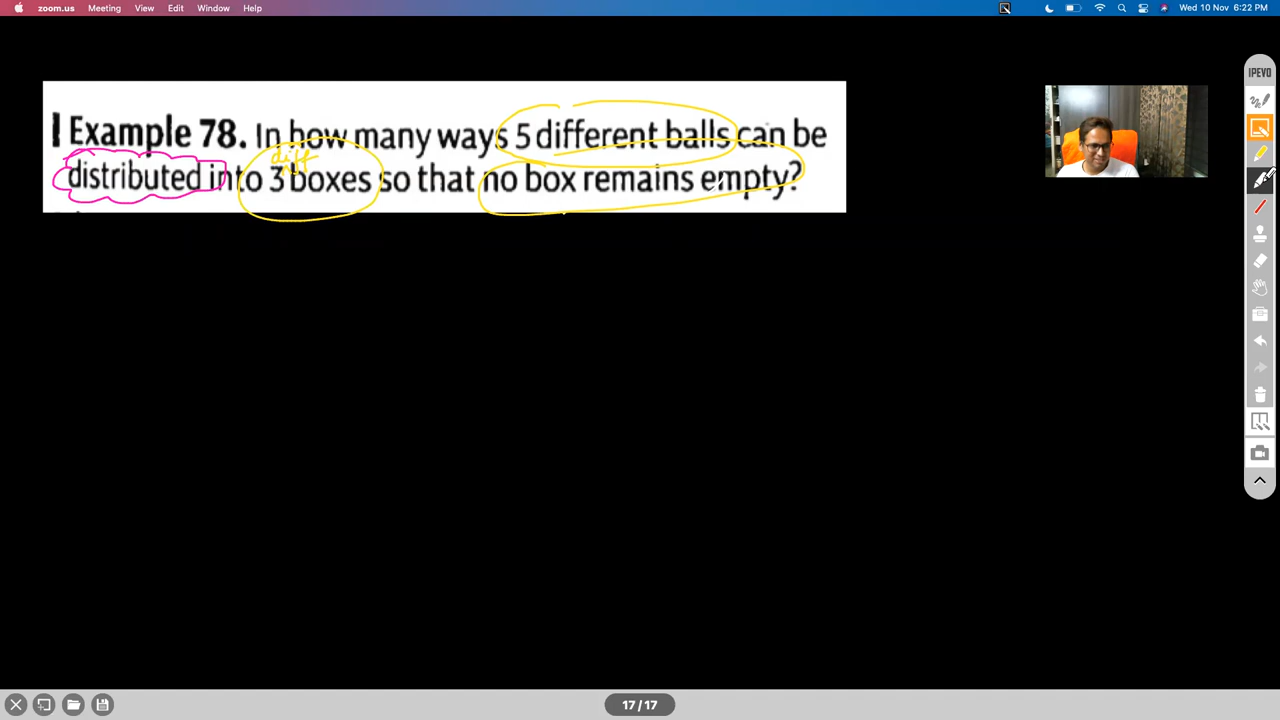 zoom.us Meeting View Edit Window Help Wed 10 Nov 6:22 PM
IPEVO
Example 78. In how many ways 5 different balls can be
diff
distributed into 3 boxes so that no box remains empty?
17/17